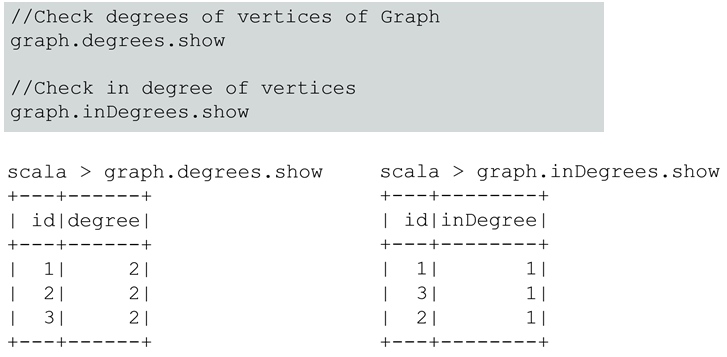 //Check degrees of vertices of Graph
graph.degrees.show
//Check in degree of vertices
graph.inDegrees.show
scala > graph.degrees.show
+---+------+
| id|degree|
+---+------+
|  1|     2|
|  2|     2|
|  3|     2|
+---+------+
scala > graph.inDegrees.show
+---+--------+
| id|inDegree|
+---+--------+
|  1|       1|
|  3|       1|
|  2|       1|
+---+--------+